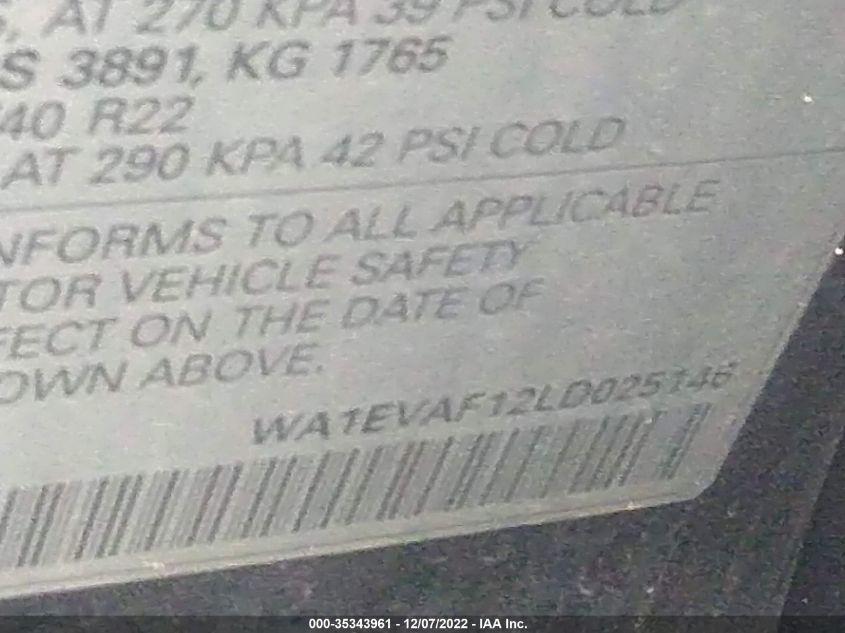 AT 270 KPA 39 PSI COLD
S 3891, KG 1765
40 R22
AT 290 KPA 42 PSI COLD
NFORMS TO ALL APPLICABLE
TOR VEHICLE SAFETY
FECT ON THE DATE OF
OWN ABOVE.
WA1EVAF12LD025146
000-35343961 - 12/07/2022 - IAA Inc.